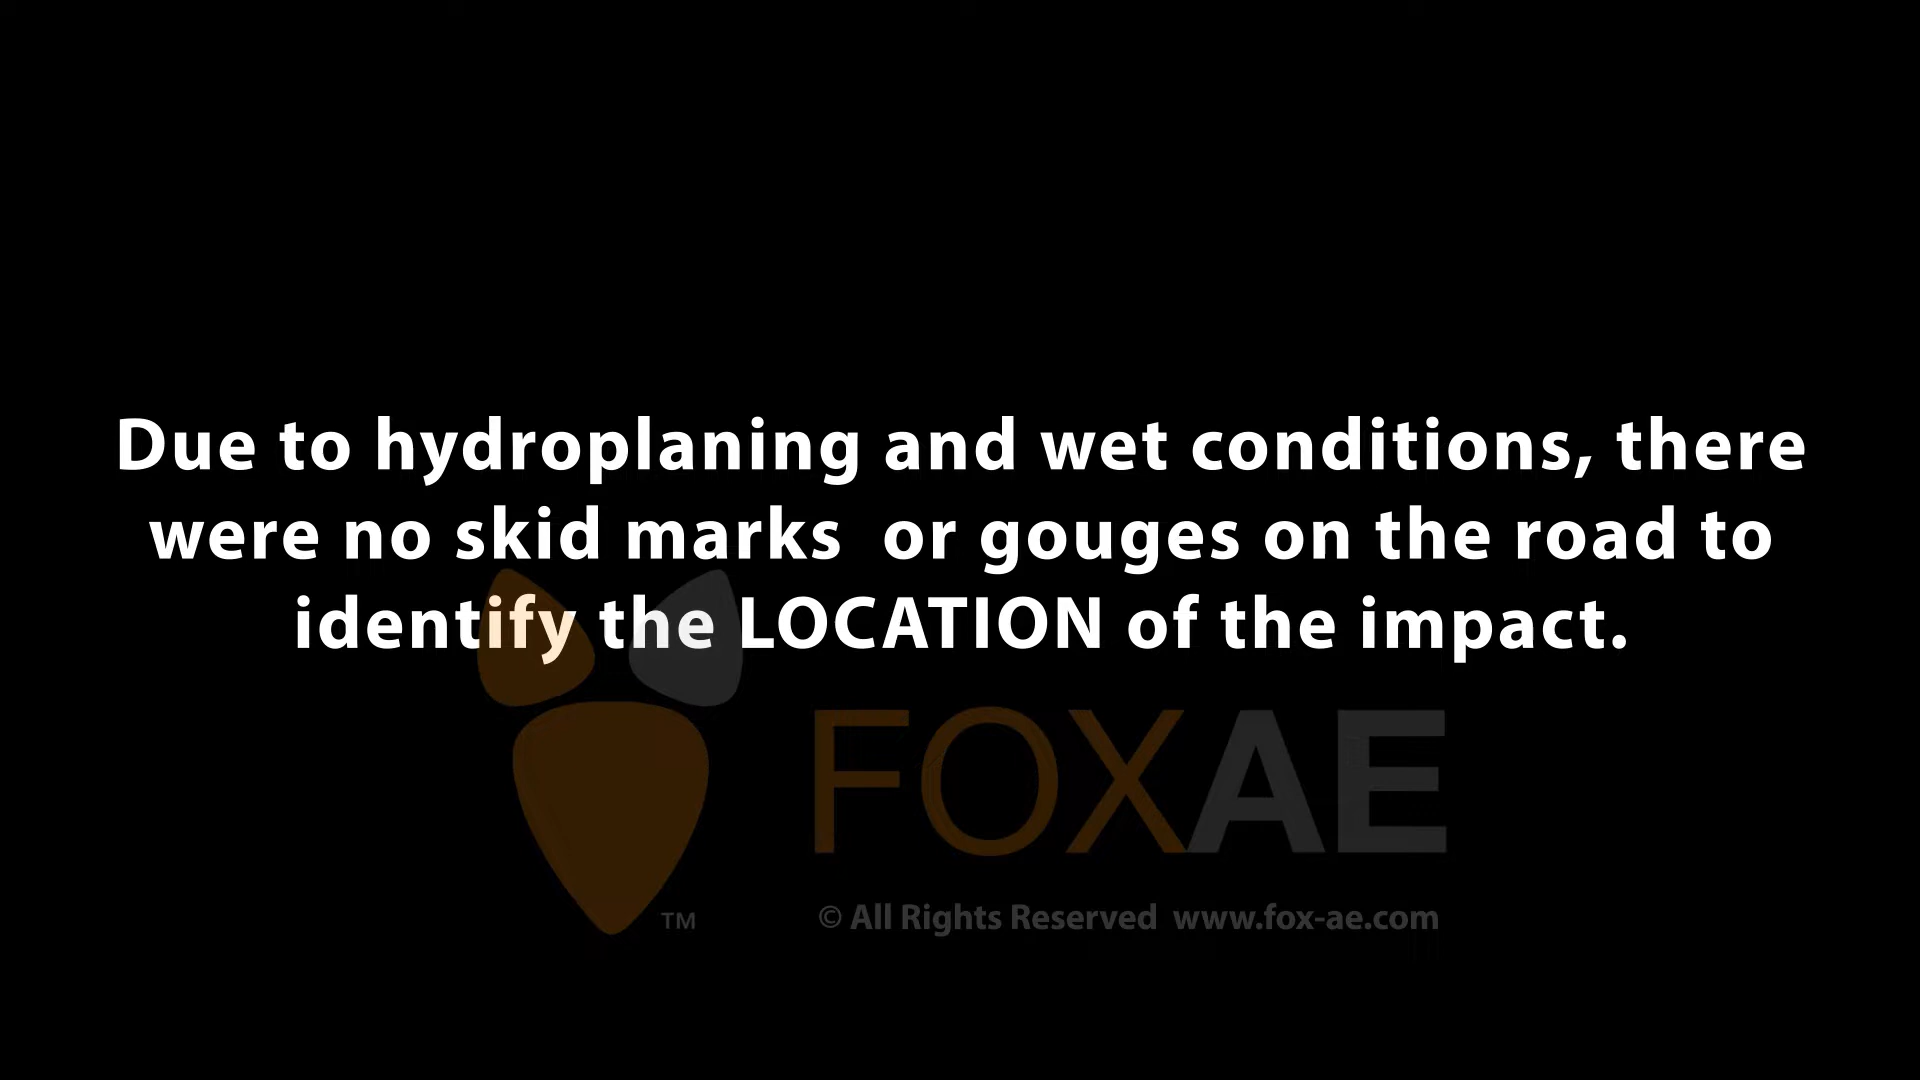 Due to hydroplaning and wet conditions, there
were no skid marks  or gouges on the road to
identify the LOCATION of the impact.
FOXAE
TM
© All Rights Reserved  www.fox-ae.com